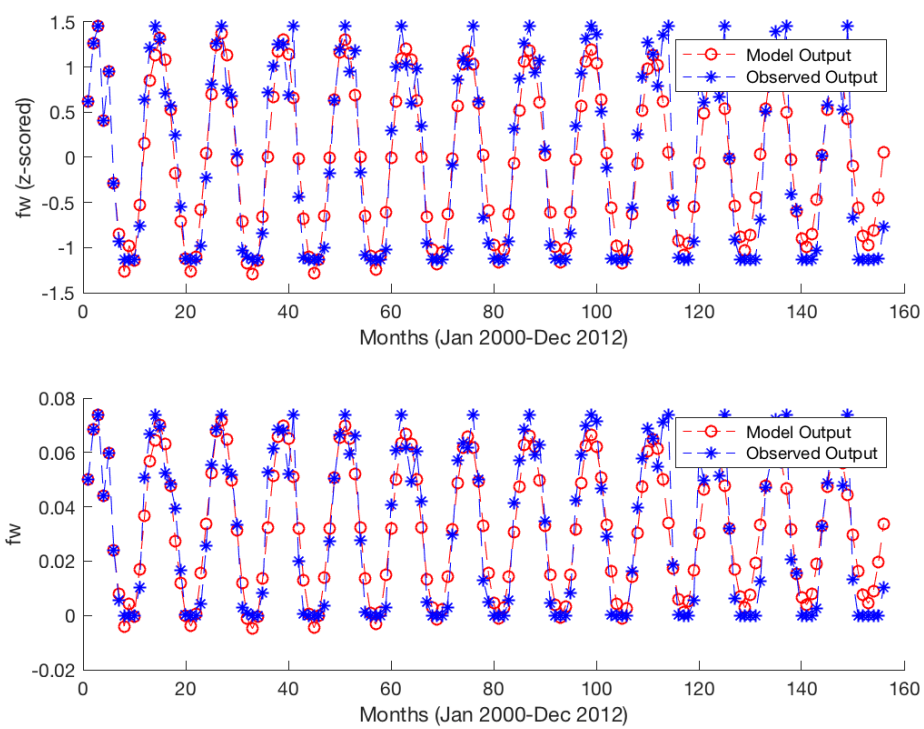 1.5
1
0.5
0
-0.5
-1
-1.5
fw (z-scored)
0 20 40 60 80 100 120 140 160
Months (Jan 2000-Dec 2012)
Model Output
Observed Output
0.08
0.06
0.04
0.02
0
-0.02
fw
0 20 40 60 80 100 120 140 160
Months (Jan 2000-Dec 2012)
Model Output
Observed Output